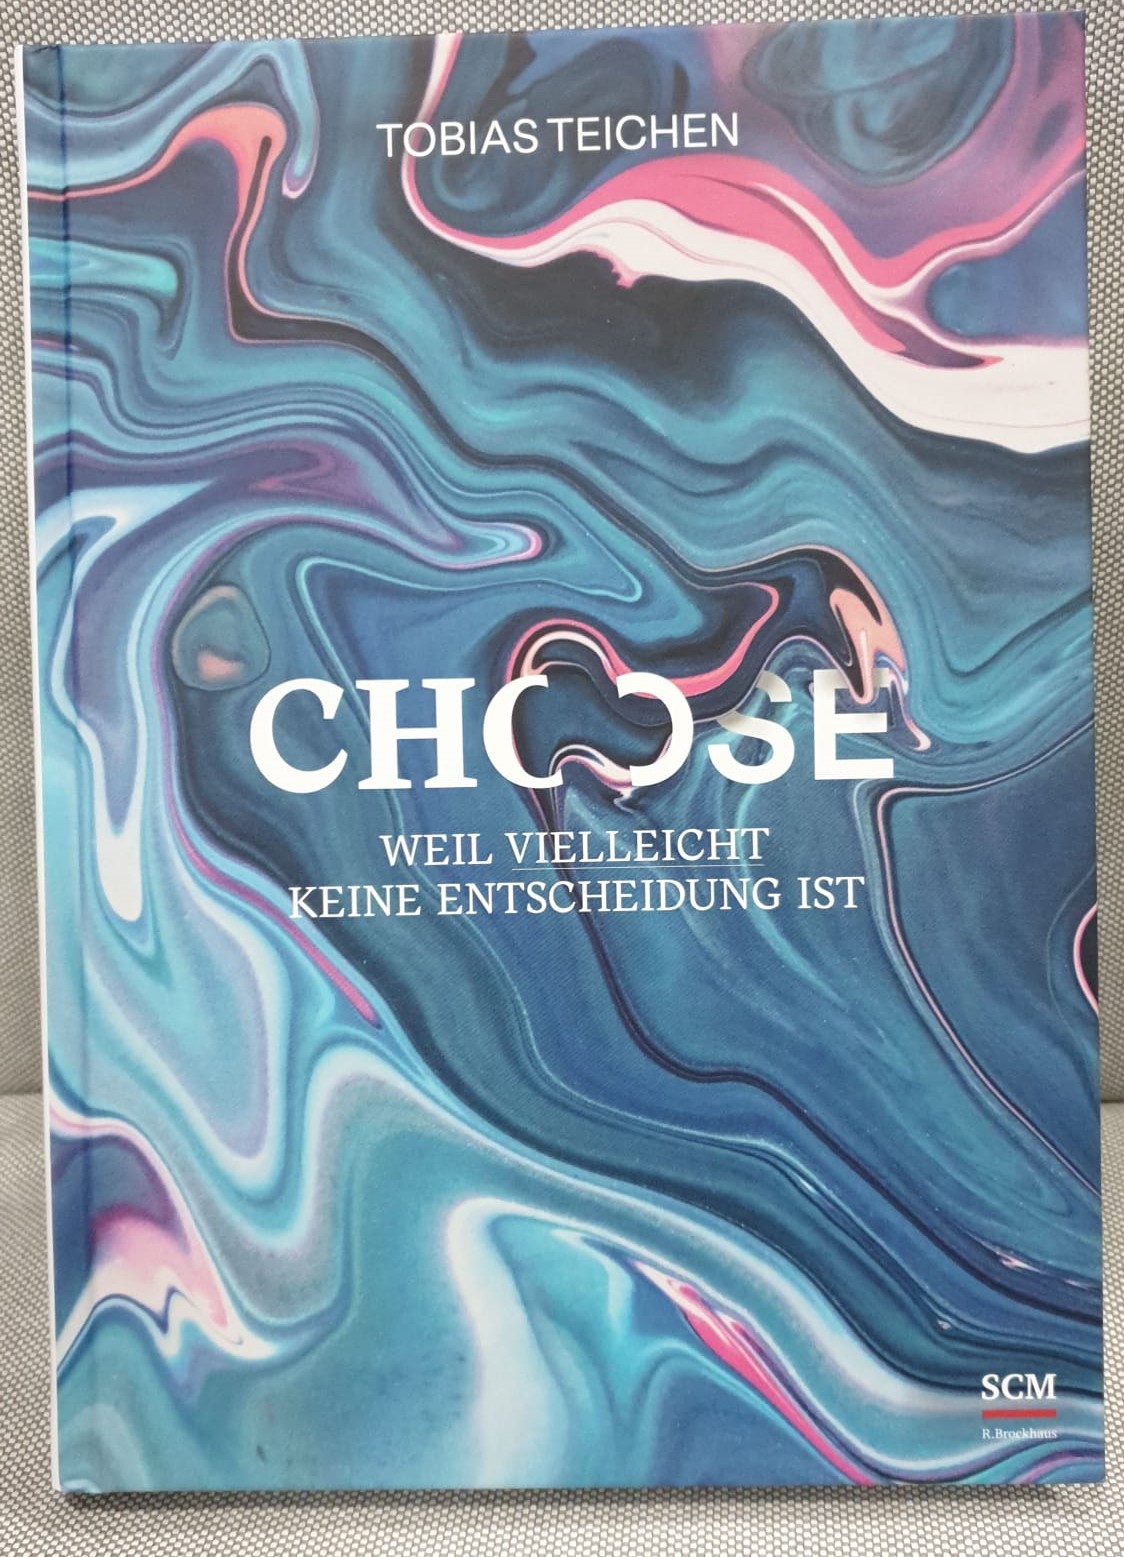 TOBIAS TEICHEN
CHOOSE
WEIL VIELLEICHT
KEINE ENTSCHEIDUNG IST
SCM
R.Brockhaus